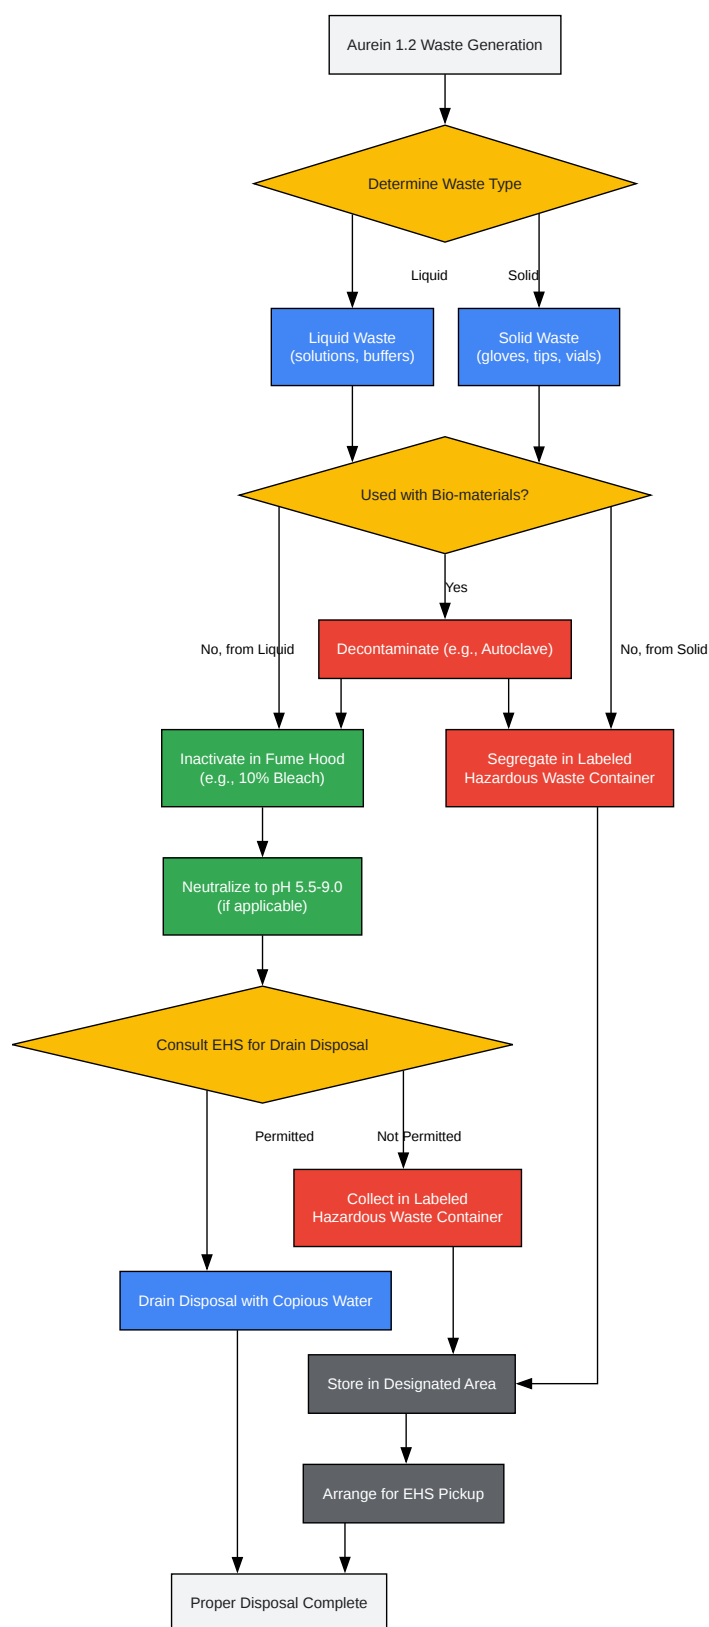 Aurein 1.2 Waste Generation
Determine Waste Type
Liquid
Solid
Liquid Waste
(solutions, buffers)
Solid Waste
(gloves, tips, vials)
Used with Bio-materials?
Yes
No, from Liquid
Decontaminate (e.g., Autoclave)
No, from Solid
Inactivate in Fume Hood
(e.g., 10% Bleach)
Segregate in Labeled
Hazardous Waste Container
Neutralize to pH 5.5-9.0
(if applicable)
Consult EHS for Drain Disposal
Permitted
Not Permitted
Collect in Labeled
Hazardous Waste Container
Drain Disposal with Copious Water
Store in Designated Area
Arrange for EHS Pickup
Proper Disposal Complete